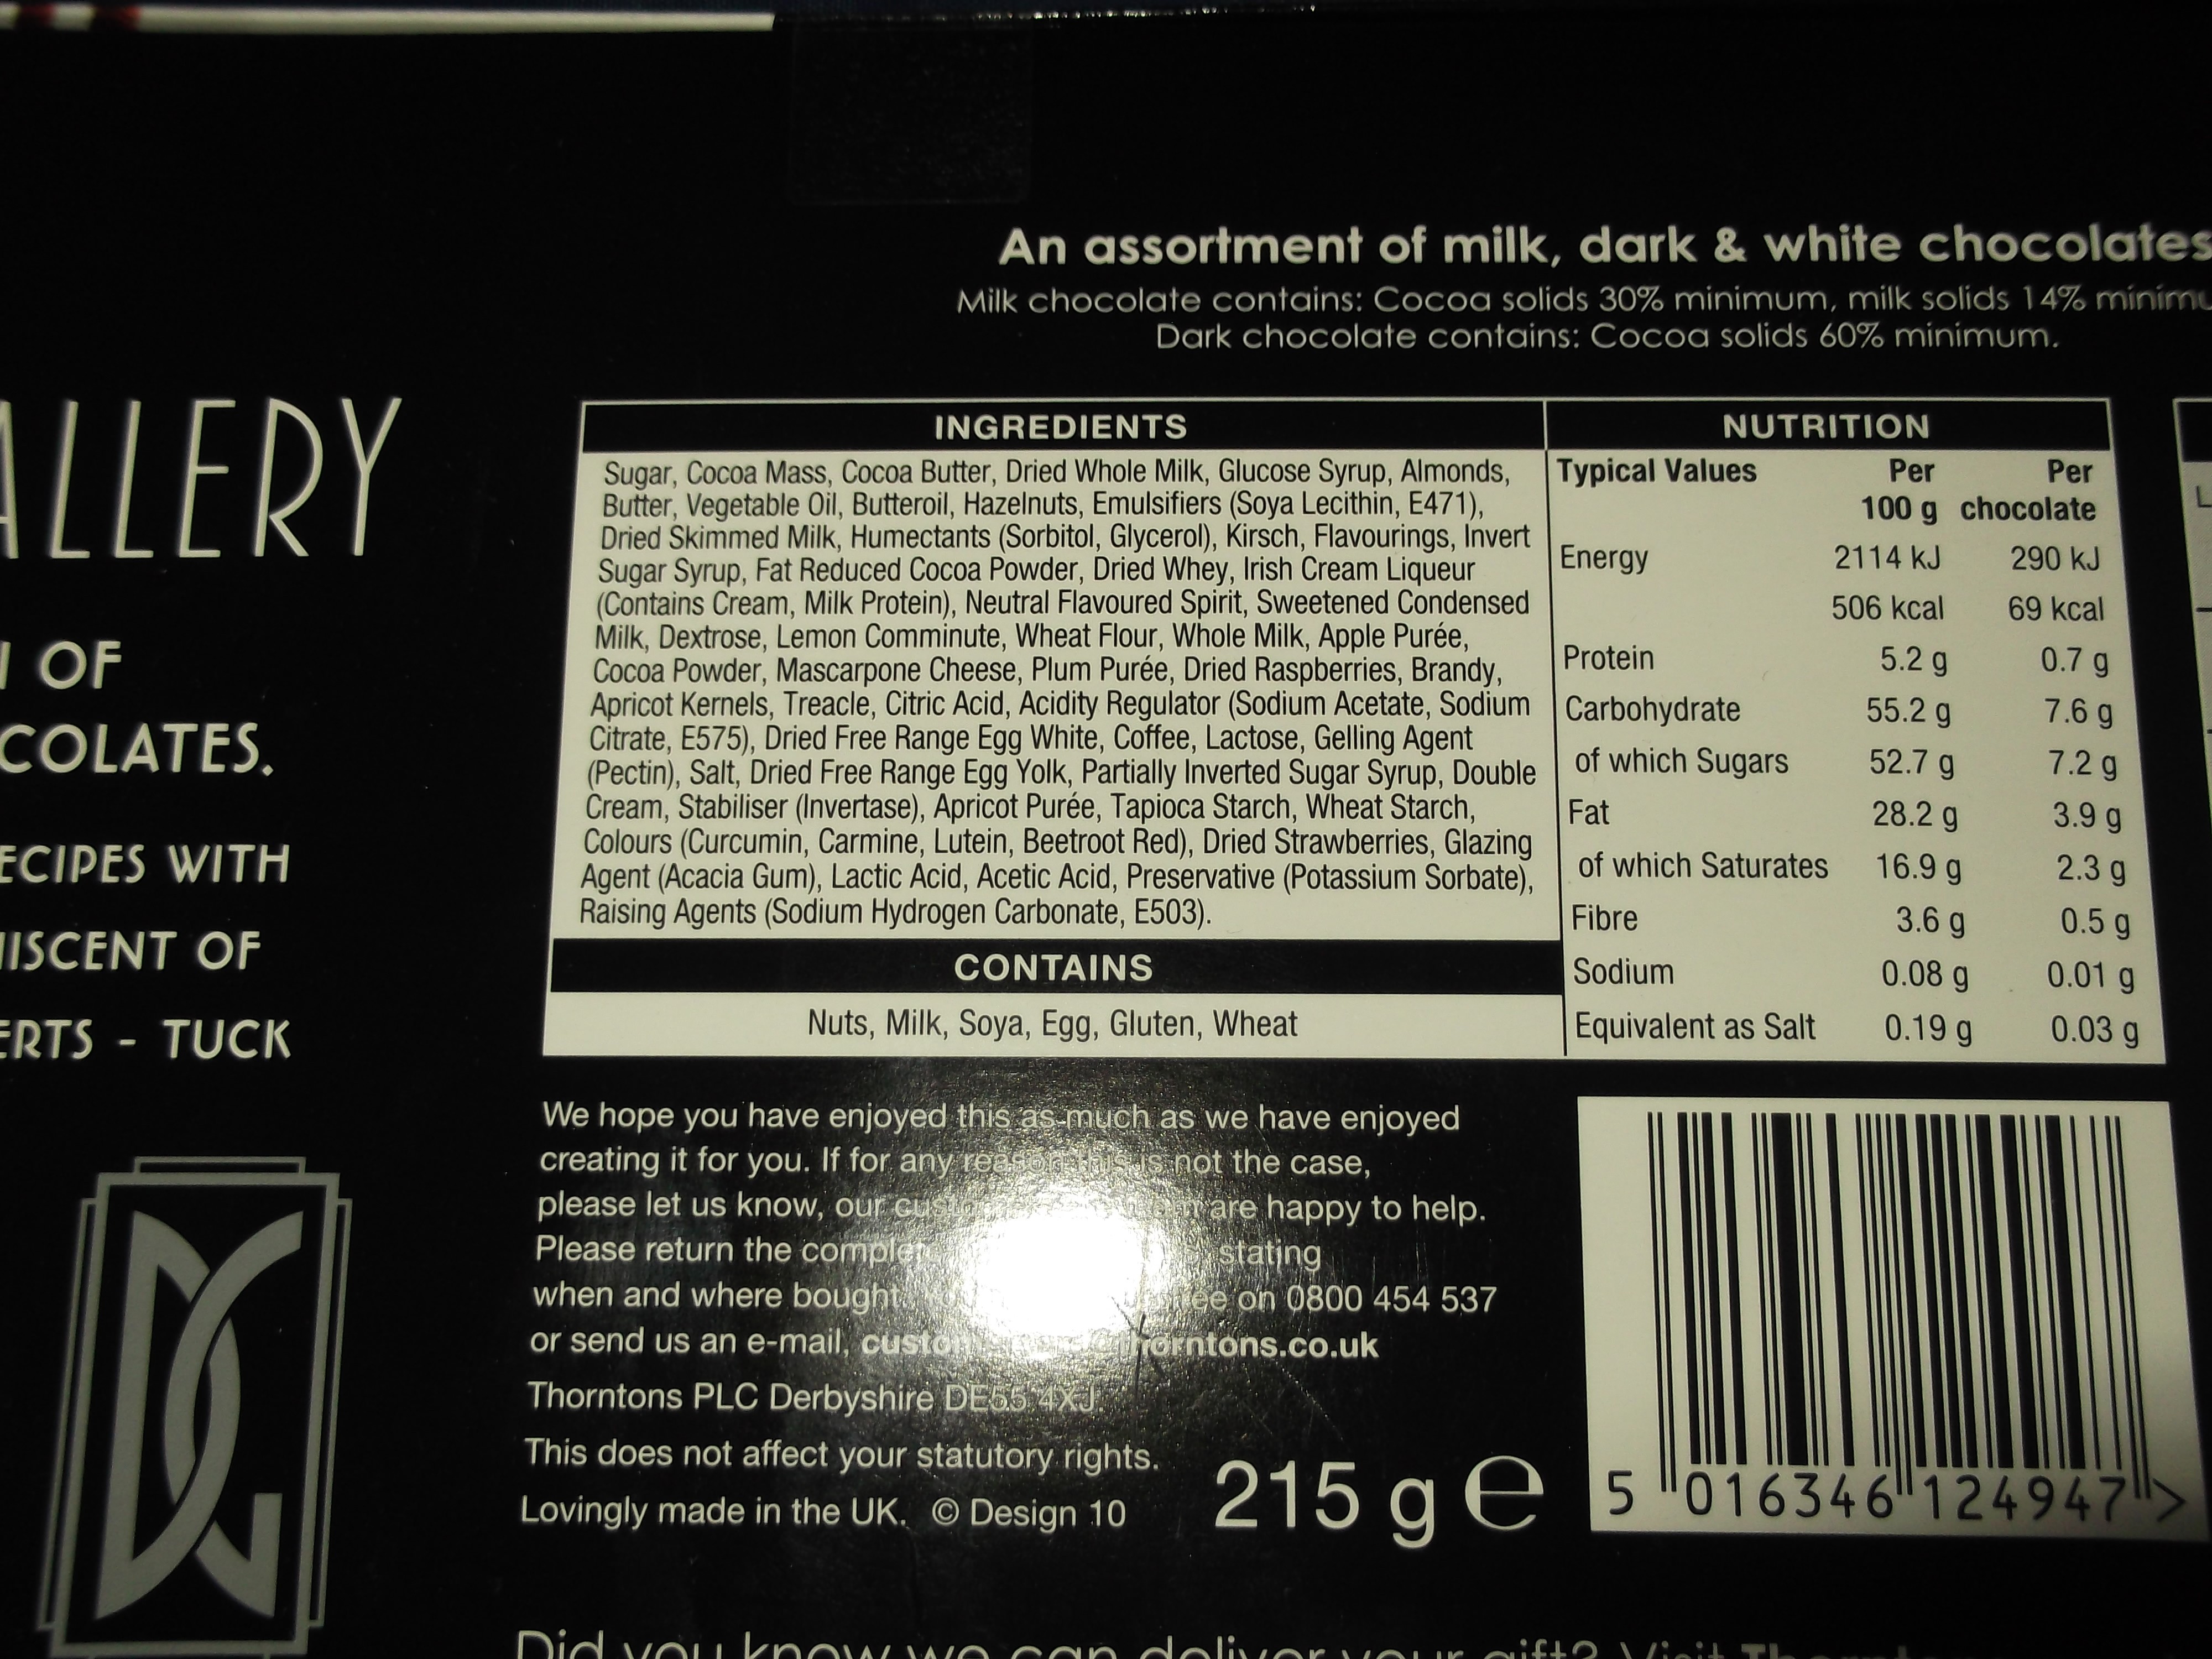 An assortment of milk, dark & white chocolates
Milk chocolate contains: Cocoa solids 30% minimum, milk solids 14% minimu
Dark chocolate contains: Cocoa solids 60% minimum.
ALLERY
OF
COLATES.
ECIPES WITH
ISCENT OF
ERTS - TUCK
DG
INGREDIENTS
Sugar, Cocoa Mass, Cocoa Butter, Dried Whole Milk, Glucose Syrup, Almonds,
Butter, Vegetable Oil, Butteroil, Hazelnuts, Emulsifiers (Soya Lecithin, E471),
Dried Skimmed Milk, Humectants (Sorbitol, Glycerol), Kirsch, Flavourings, Invert
Sugar Syrup, Fat Reduced Cocoa Powder, Dried Whey, Irish Cream Liqueur
(Contains Cream, Milk Protein), Neutral Flavoured Spirit, Sweetened Condensed
Milk, Dextrose, Lemon Comminute, Wheat Flour, Whole Milk, Apple Purée,
Cocoa Powder, Mascarpone Cheese, Plum Purée, Dried Raspberries, Brandy,
Apricot Kernels, Treacle, Citric Acid, Acidity Regulator (Sodium Acetate, Sodium
Citrate, E575), Dried Free Range Egg White, Coffee, Lactose, Gelling Agent
(Pectin), Salt, Dried Free Range Egg Yolk, Partially Inverted Sugar Syrup, Double
Cream, Stabiliser (Invertase), Apricot Purée, Tapioca Starch, Wheat Starch,
Colours (Curcumin, Carmine, Lutein, Beetroot Red), Dried Strawberries, Glazing
Agent (Acacia Gum), Lactic Acid, Acetic Acid, Preservative (Potassium Sorbate),
Raising Agents (Sodium Hydrogen Carbonate, E503).
CONTAINS
Nuts, Milk, Soya, Egg, Gluten, Wheat
NUTRITION
Typical Values Per Per
100 g chocolate
Energy 2114 kJ 290 kJ
506 kcal 69 kcal
Protein 5.2 g 0.7 g
Carbohydrate 55.2 g 7.6 g
of which Sugars 52.7 g 7.2 g
Fat 28.2 g 3.9 g
of which Saturates 16.9 g 2.3 g
Fibre 3.6 g 0.5 g
Sodium 0.08 g 0.01 g
Equivalent as Salt 0.19 g 0.03 g
We hope you have enjoyed this as much as we have enjoyed
creating it for you. If for any reason this is not the case,
please let us know, our are happy to help.
Please return the stating
when and where bought. on 0800 454 537
or send us an e-mail, thorntons.co.uk
Thorntons PLC Derbyshire DE55 4XJ.
This does not affect your statutory rights.
Lovingly made in the UK. © Design 10
215 g e
5 016346 124947 >
Did you know we can deliver your gift? Visit